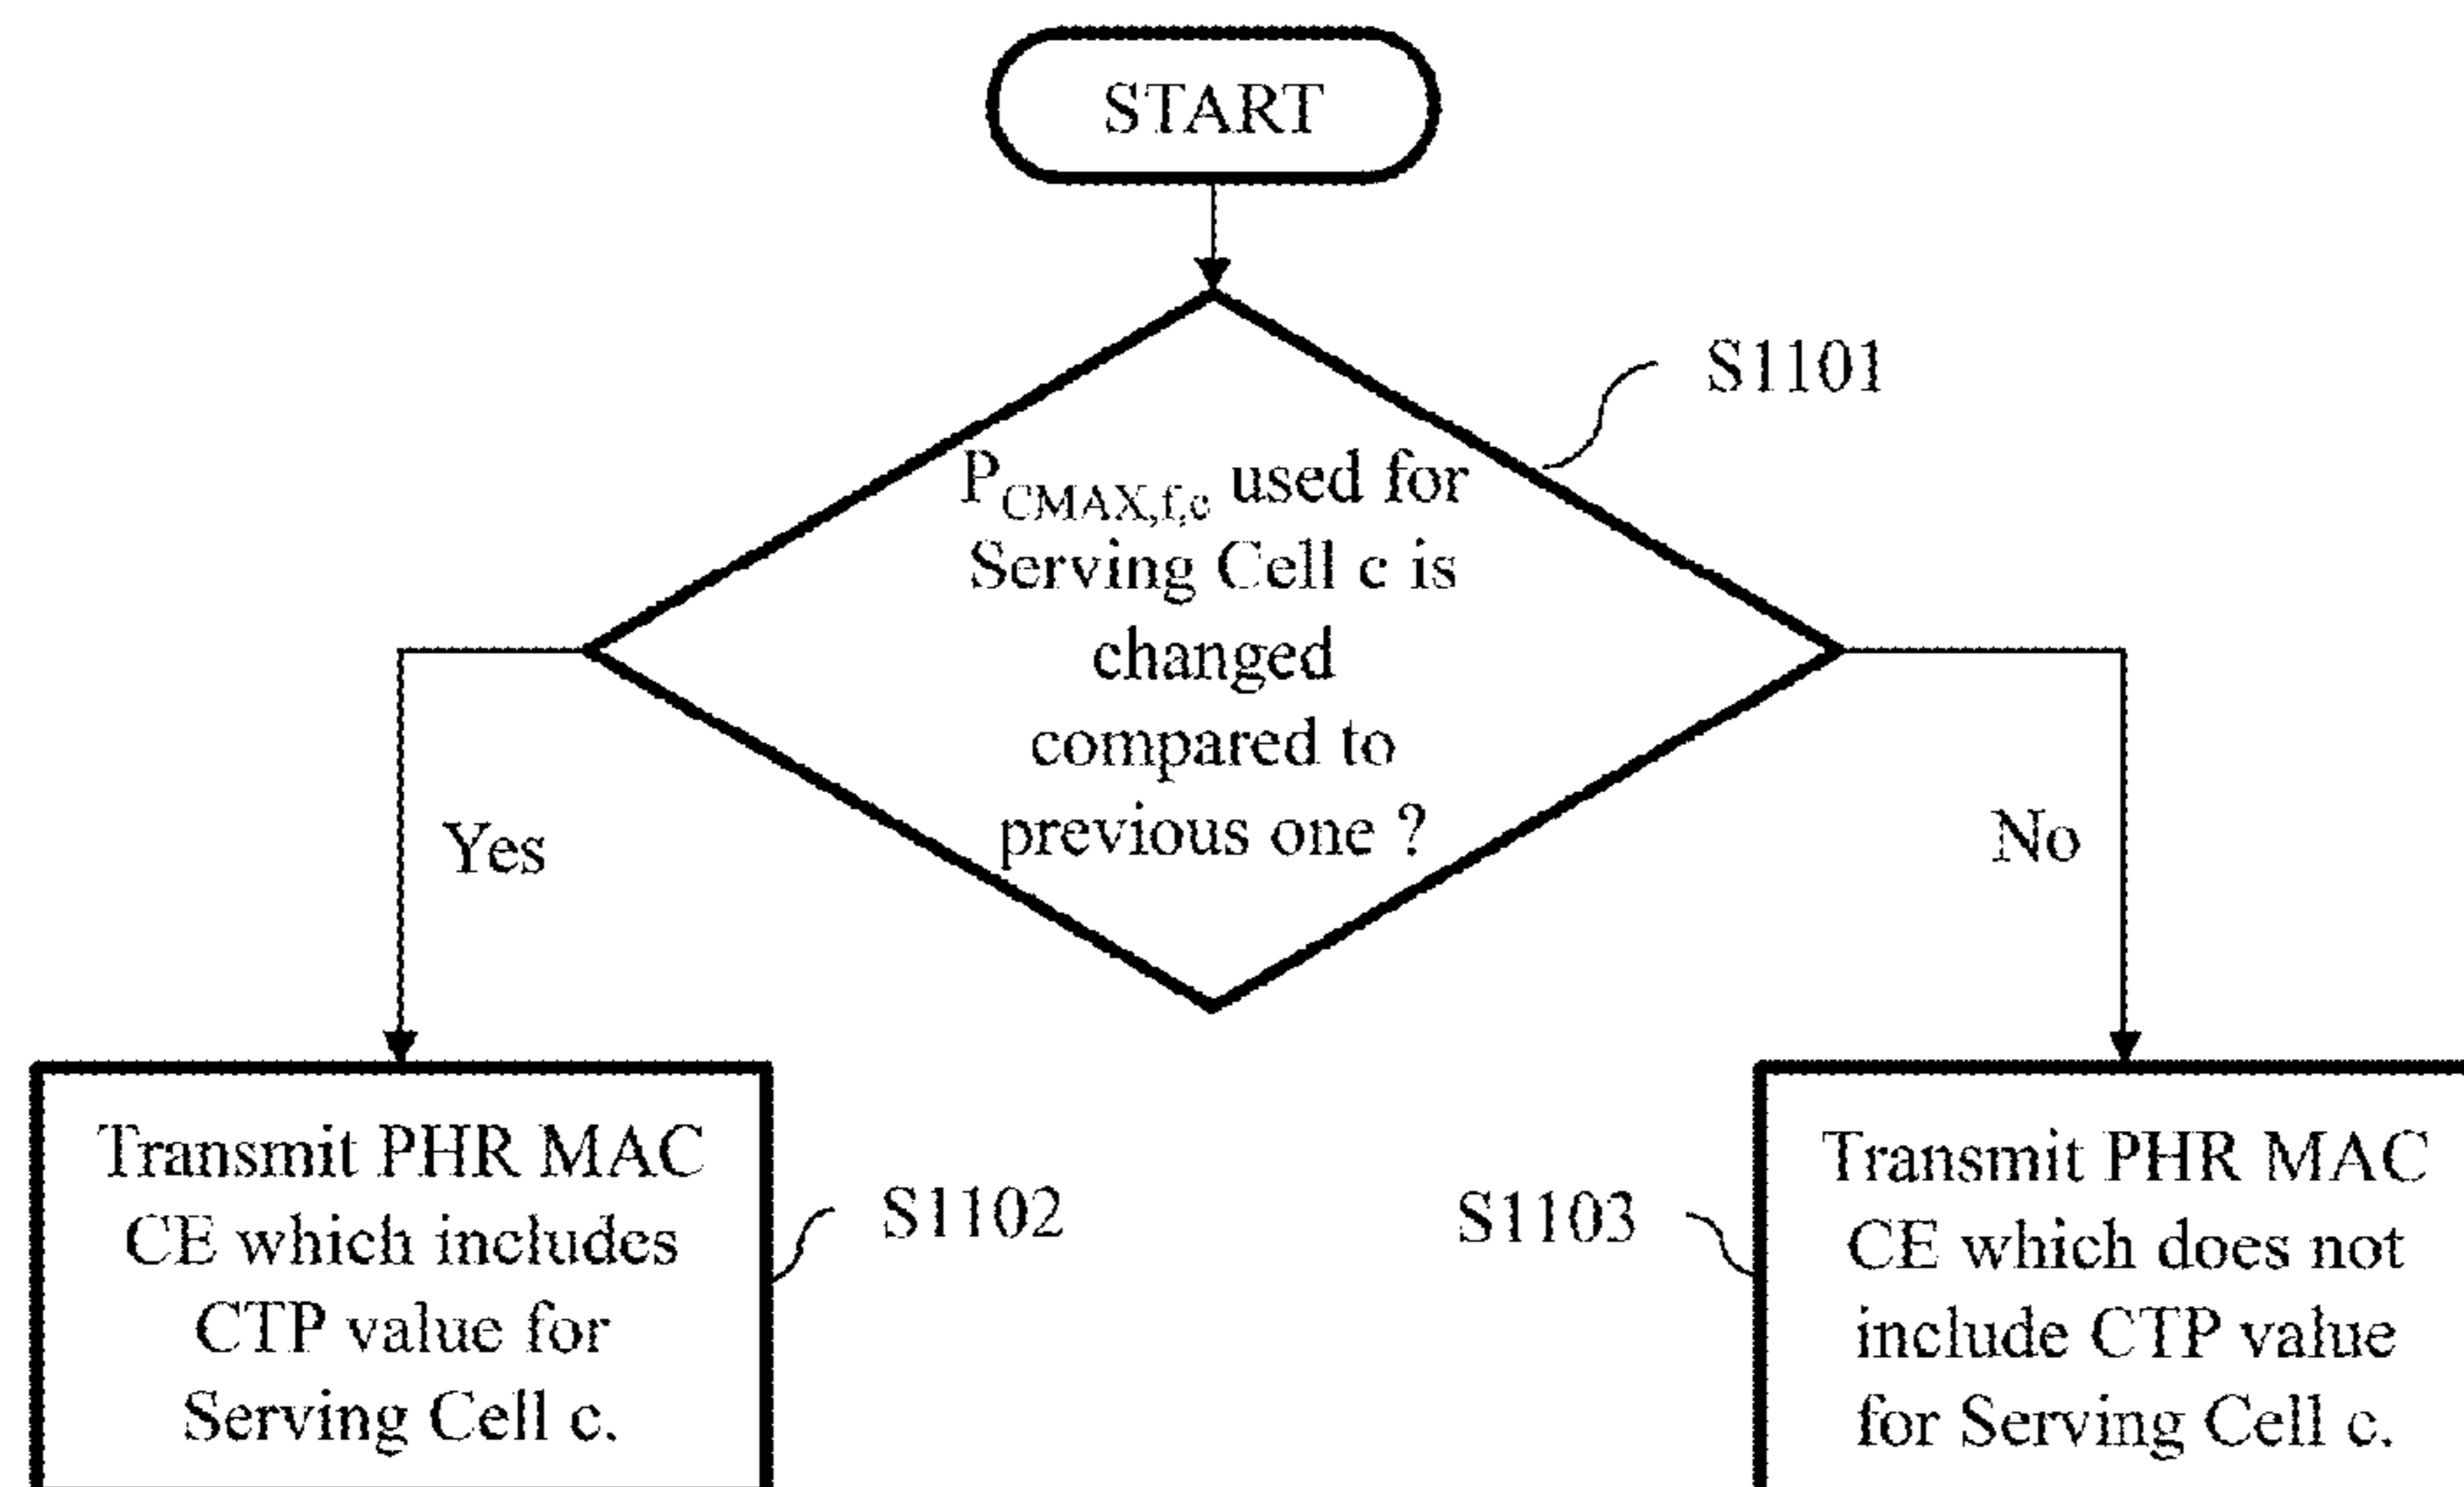 START
S1101
P_CMAX,f,c used for
Serving Cell c is
changed
compared to
previous one ?
Yes
No
Transmit PHR MAC
CE which includes
CTP value for
Serving Cell c.
S1102
S1103
Transmit PHR MAC
CE which does not
include CTP value
for Serving Cell c.